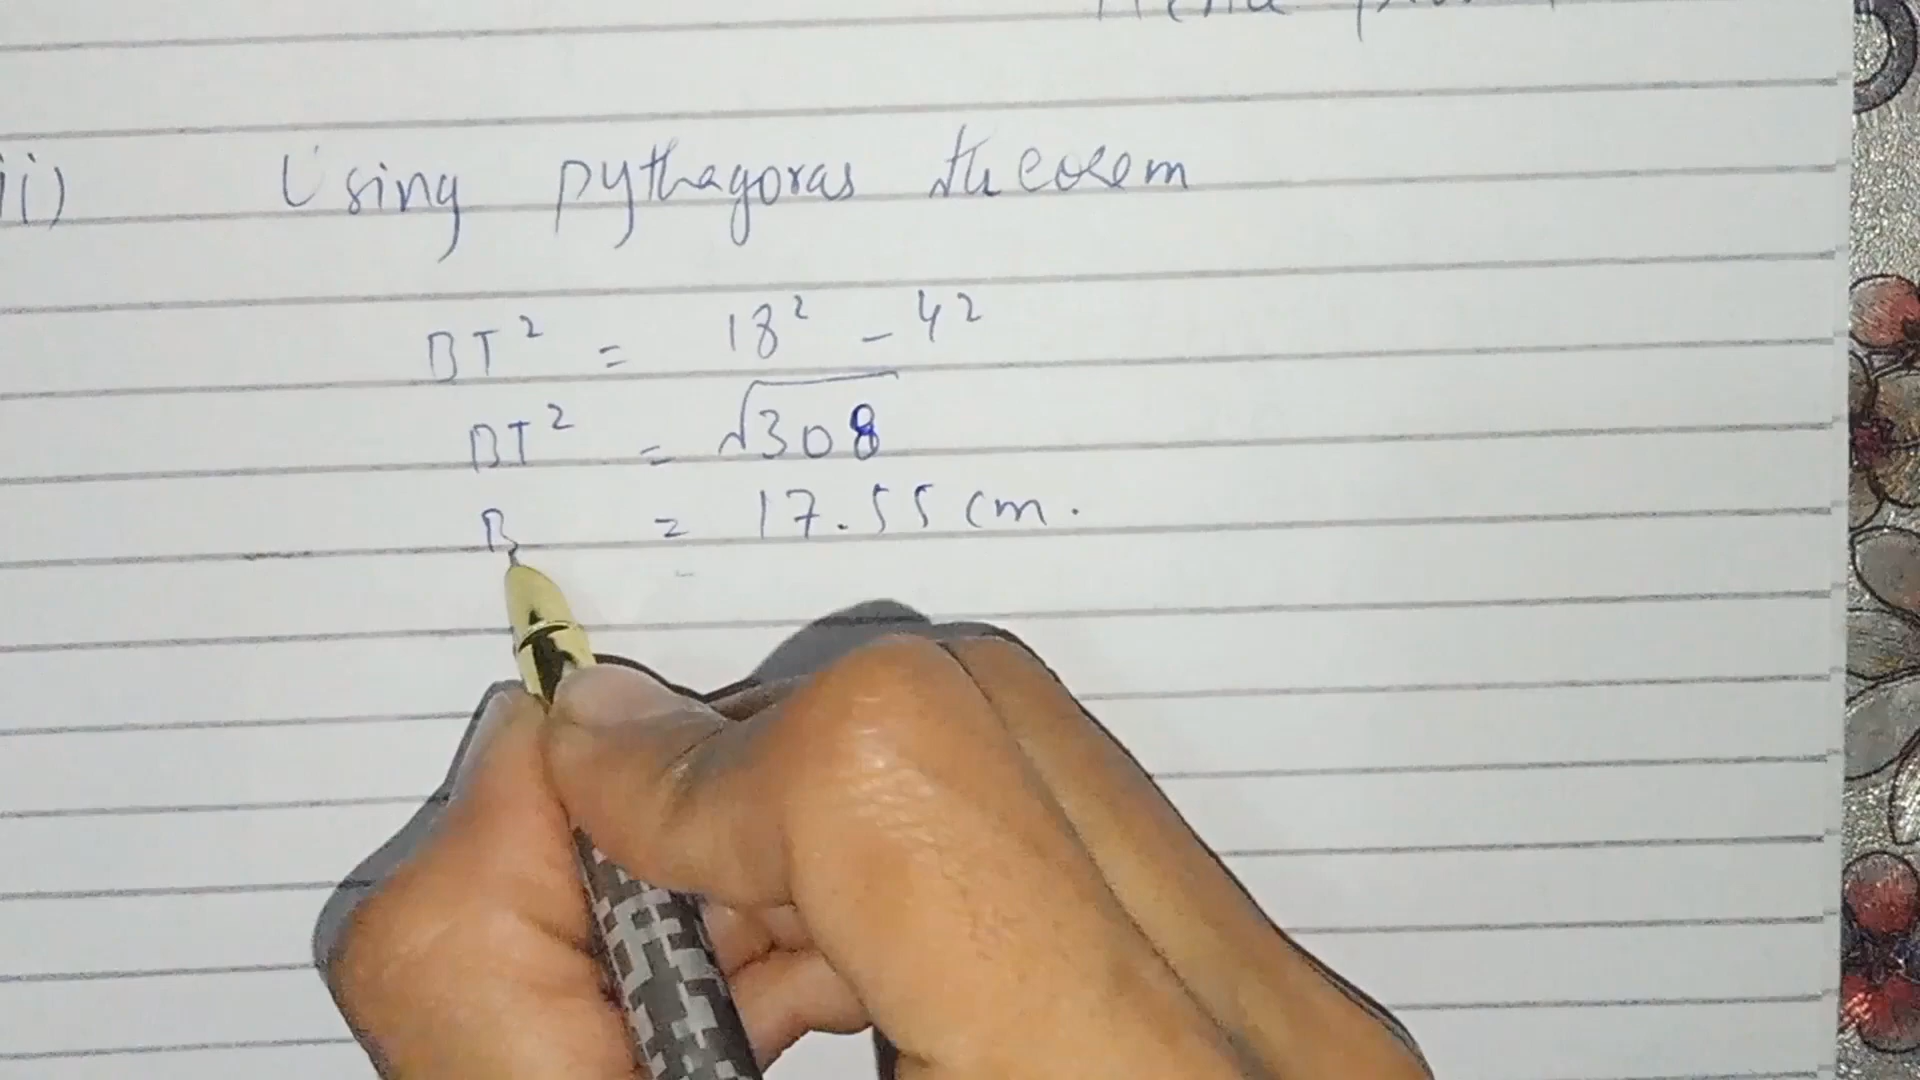 ii) Using pythagoras theorem
BT² = 18² - 42
BT² = √308
B = 17.55 cm.